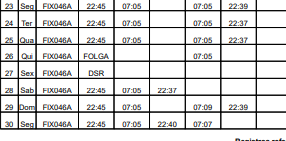 23 Seg FIX046A 22:45 07:05 07:05 22:39
24 Ter FIX046A 22:45 07:05 07:05 22:37
25 Qua FIX046A 22:45 07:05 07:05 22:37
26 Qui FIX046A FOLGA 07:05
27 Sex FIX046A DSR
28 Sab FIX046A 22:45 07:05 22:37
29 Dom FIX046A 22:45 07:05 07:09 22:39
30 Seg FIX046A 22:45 07:05 22:40 07:07